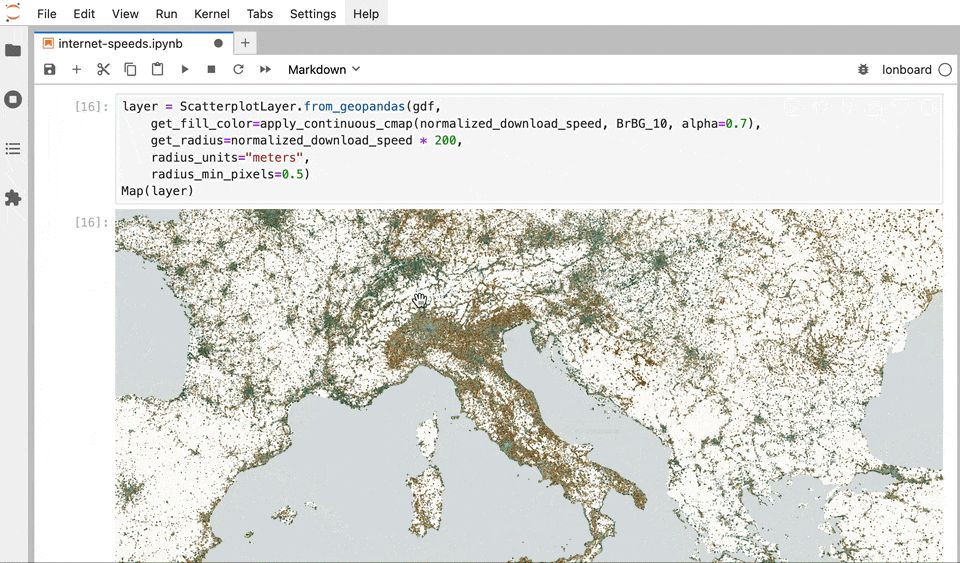 File Edit View Run Kernel Tabs Settings Help
internet-speeds.ipynb
Markdown
lonboard
[16]:
layer = ScatterplotLayer.from_geopandas(gdf,
    get_fill_color=apply_continuous_cmap(normalized_download_speed, BrBG_10, alpha=0.7),
    get_radius=normalized_download_speed * 200,
    radius_units="meters",
    radius_min_pixels=0.5)
Map(layer)
[16]: